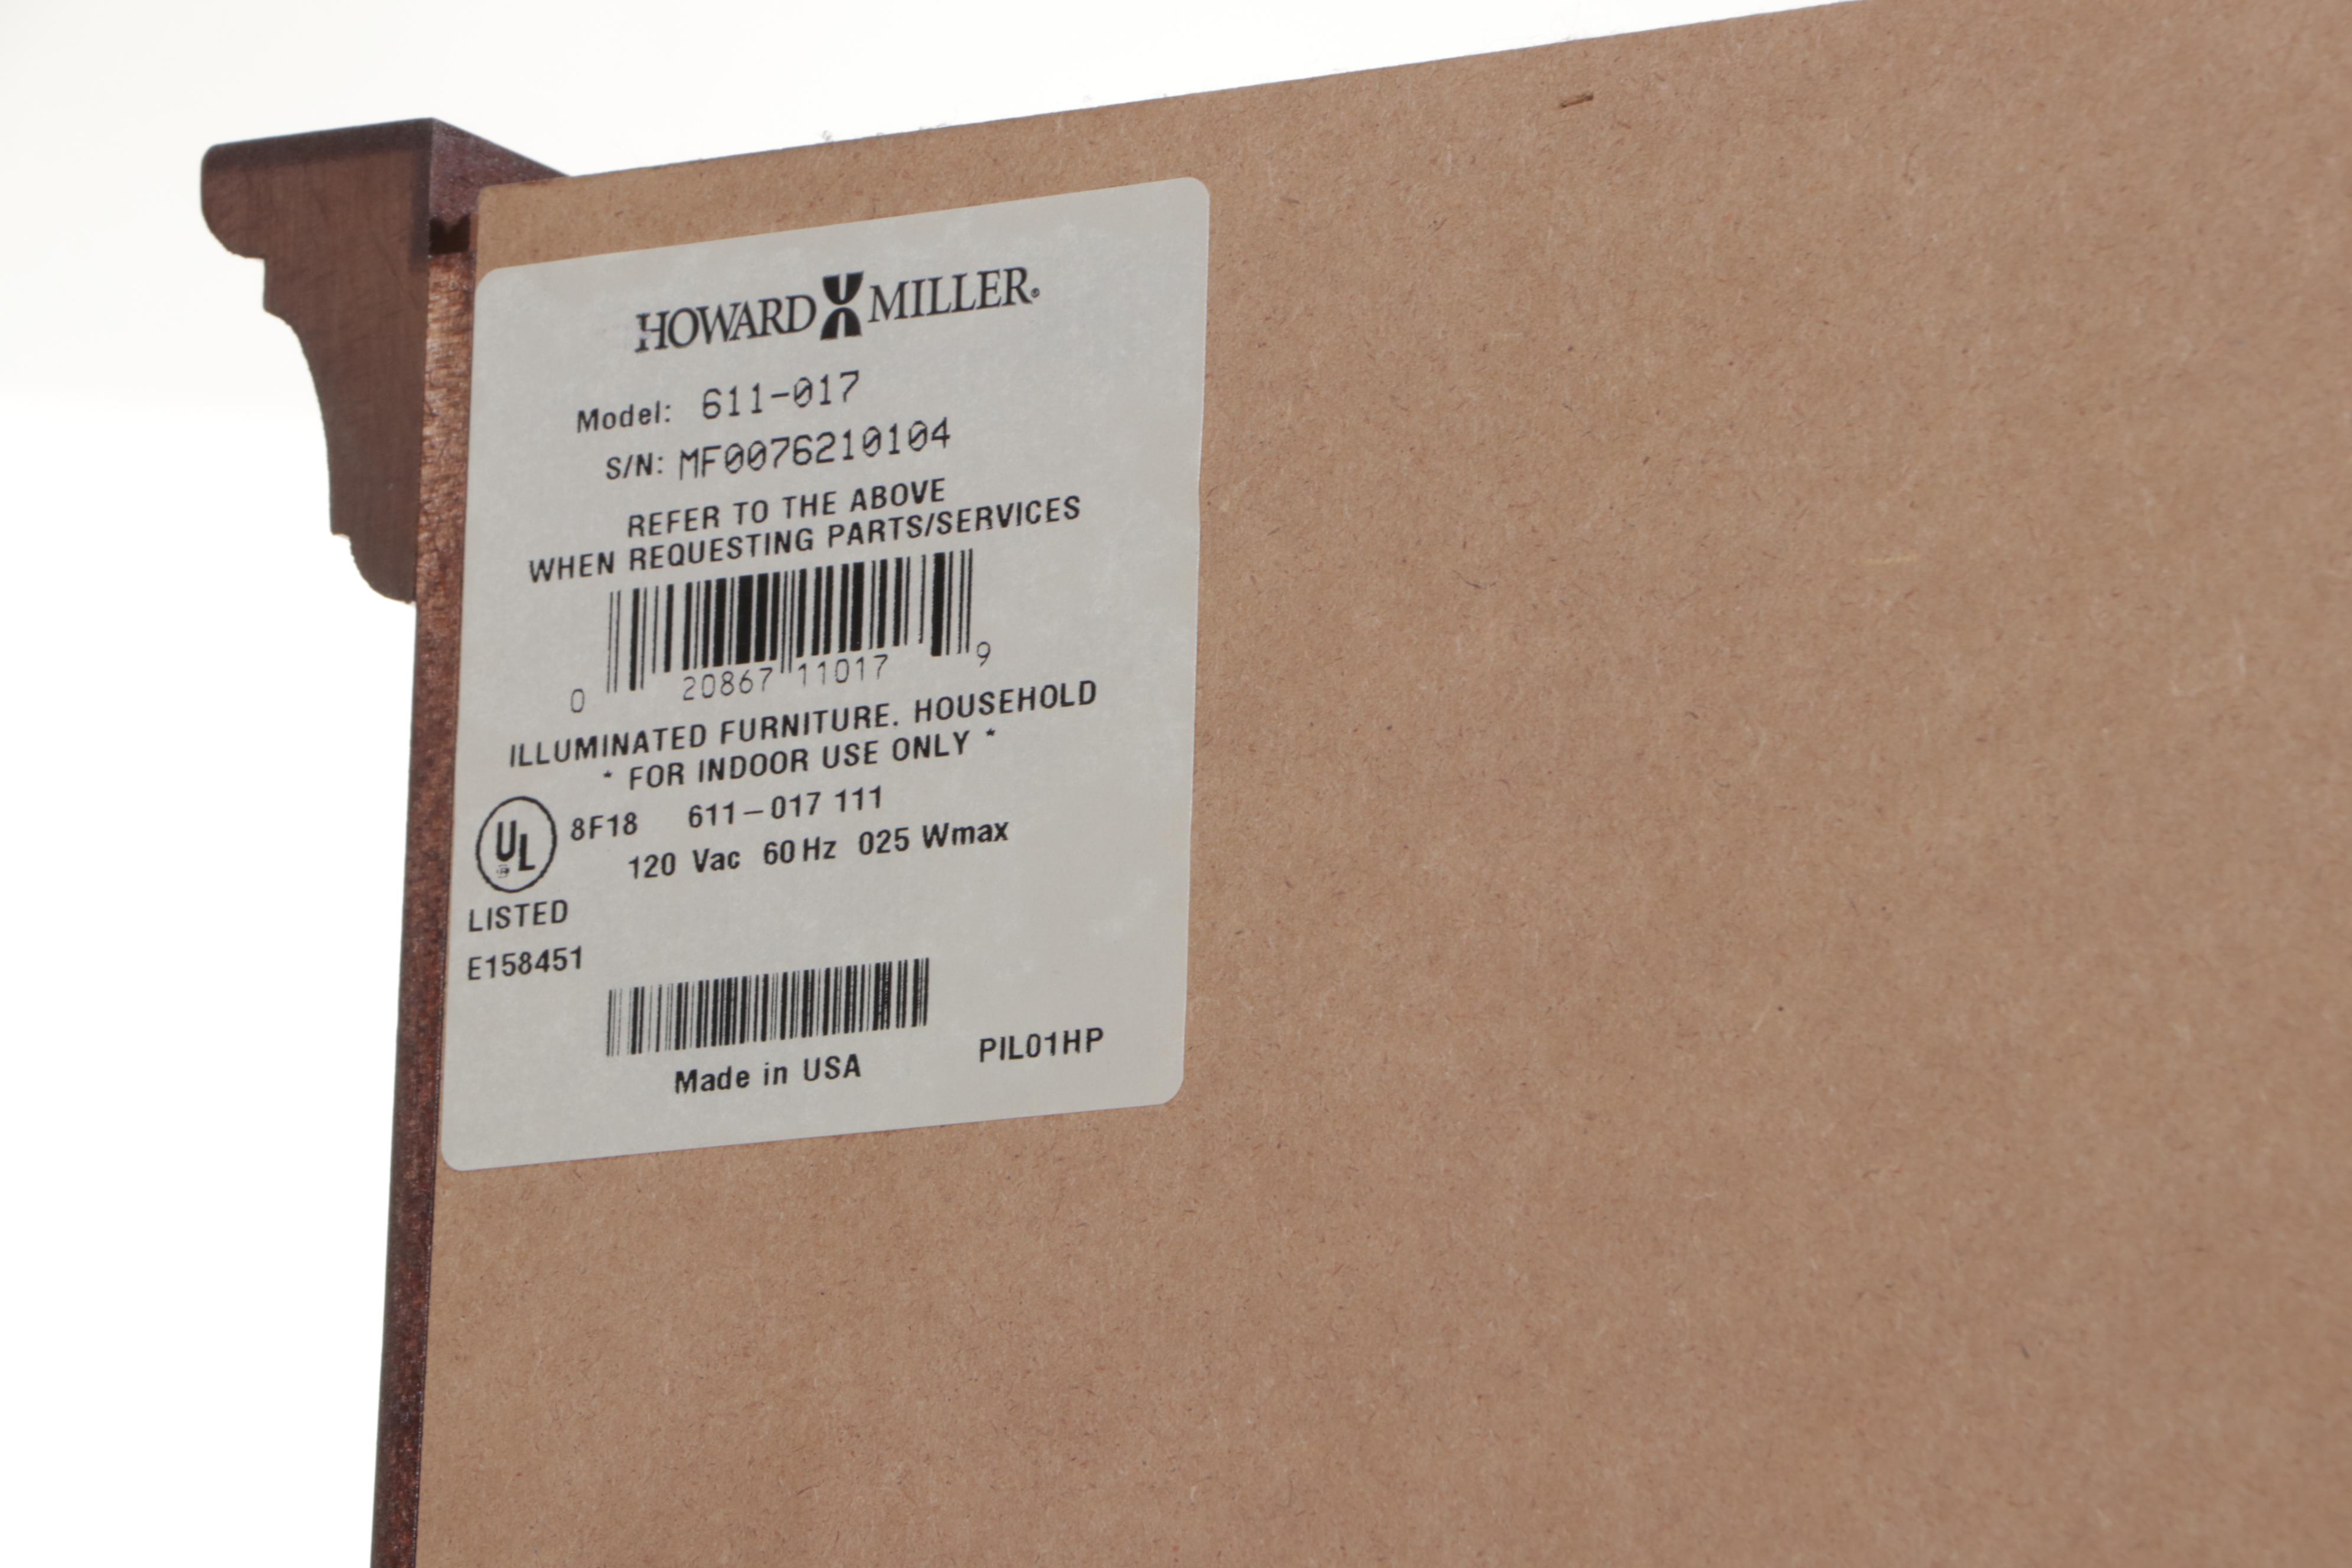 HOWARD MILLER®
Model: 611-017
S/N: MF0076210104
REFER TO THE ABOVE
WHEN REQUESTING PARTS/SERVICES
0 20867 11017 9
ILLUMINATED FURNITURE. HOUSEHOLD
* FOR INDOOR USE ONLY *
UL 8F18 611-017 111
120 Vac 60 Hz 025 Wmax
LISTED
E158451
Made in USA PIL01HP